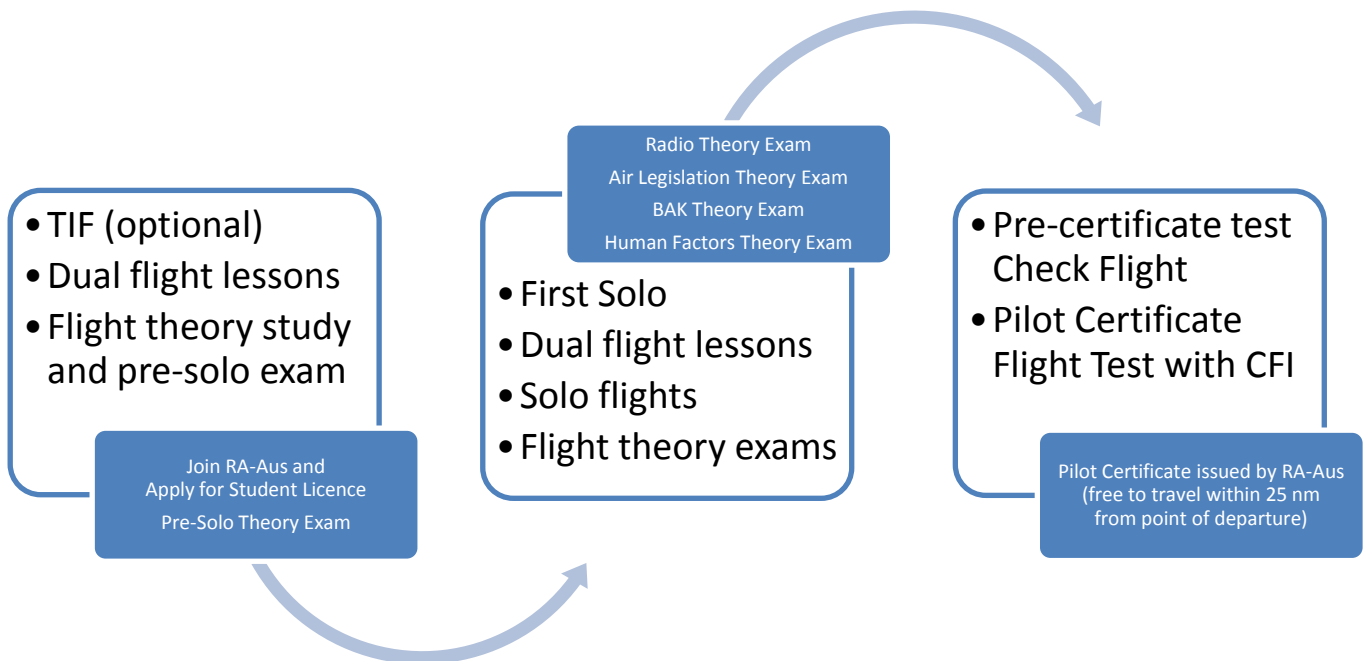 • TIF (optional)
• Dual flight lessons
• Flight theory study
and pre-solo exam
Join RA-Aus and
Apply for Student Licence
Pre-Solo Theory Exam
Radio Theory Exam
Air Legislation Theory Exam
BAK Theory Exam
Human Factors Theory Exam
• First Solo
• Dual flight lessons
• Solo flights
• Flight theory exams
• Pre-certificate test
Check Flight
• Pilot Certificate
Flight Test with CFI
Pilot Certificate issued by RA-Aus
(free to travel within 25 nm
from point of departure)